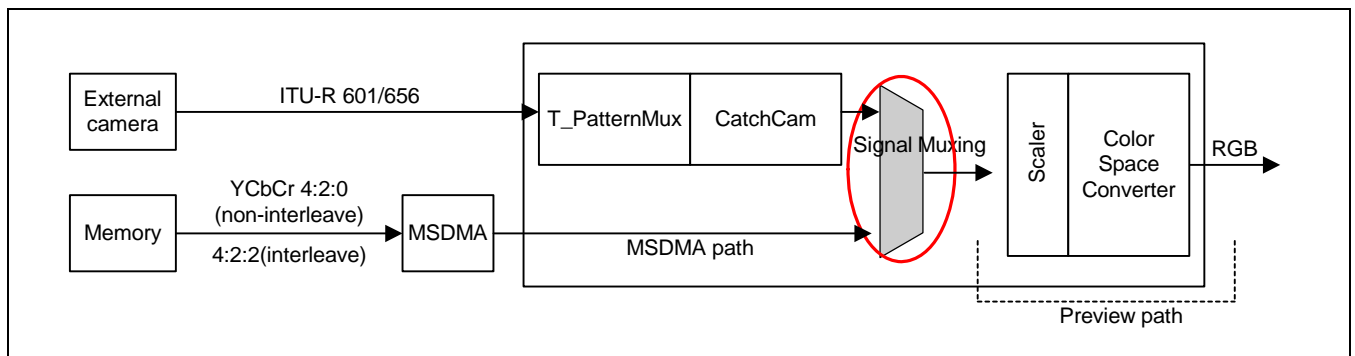 External
camera
ITU-R 601/656
T_PatternMux
CatchCam
Signal Muxing
Scaler
Color
Space
Converter
RGB
Memory
YCbCr 4:2:0
(non-interleave)
4:2:2(interleave)
MSDMA
MSDMA path
Preview path